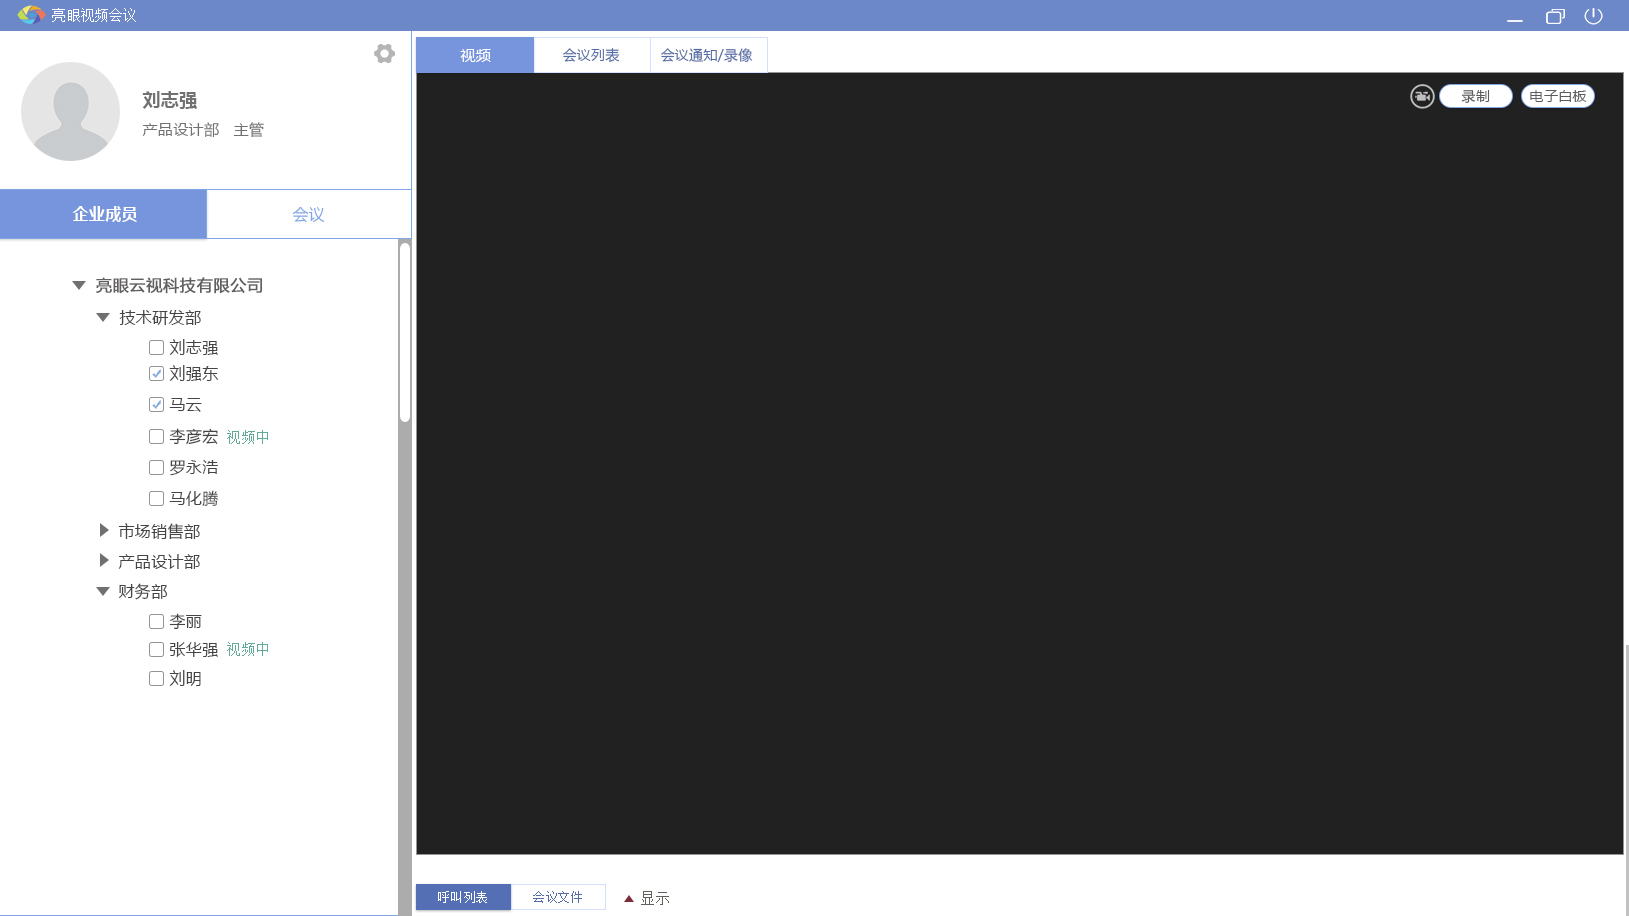 亮眼视频会议
刘志强
产品设计部 主管
企业成员 会议
亮眼云视科技有限公司
技术研发部
刘志强
刘强东
马云
李彦宏 视频中
罗永浩
马化腾
市场销售部
产品设计部
财务部
李丽
张华强 视频中
刘明
视频 会议列表 会议通知/录像
录制 电子白板
呼叫列表 会议文件 显示